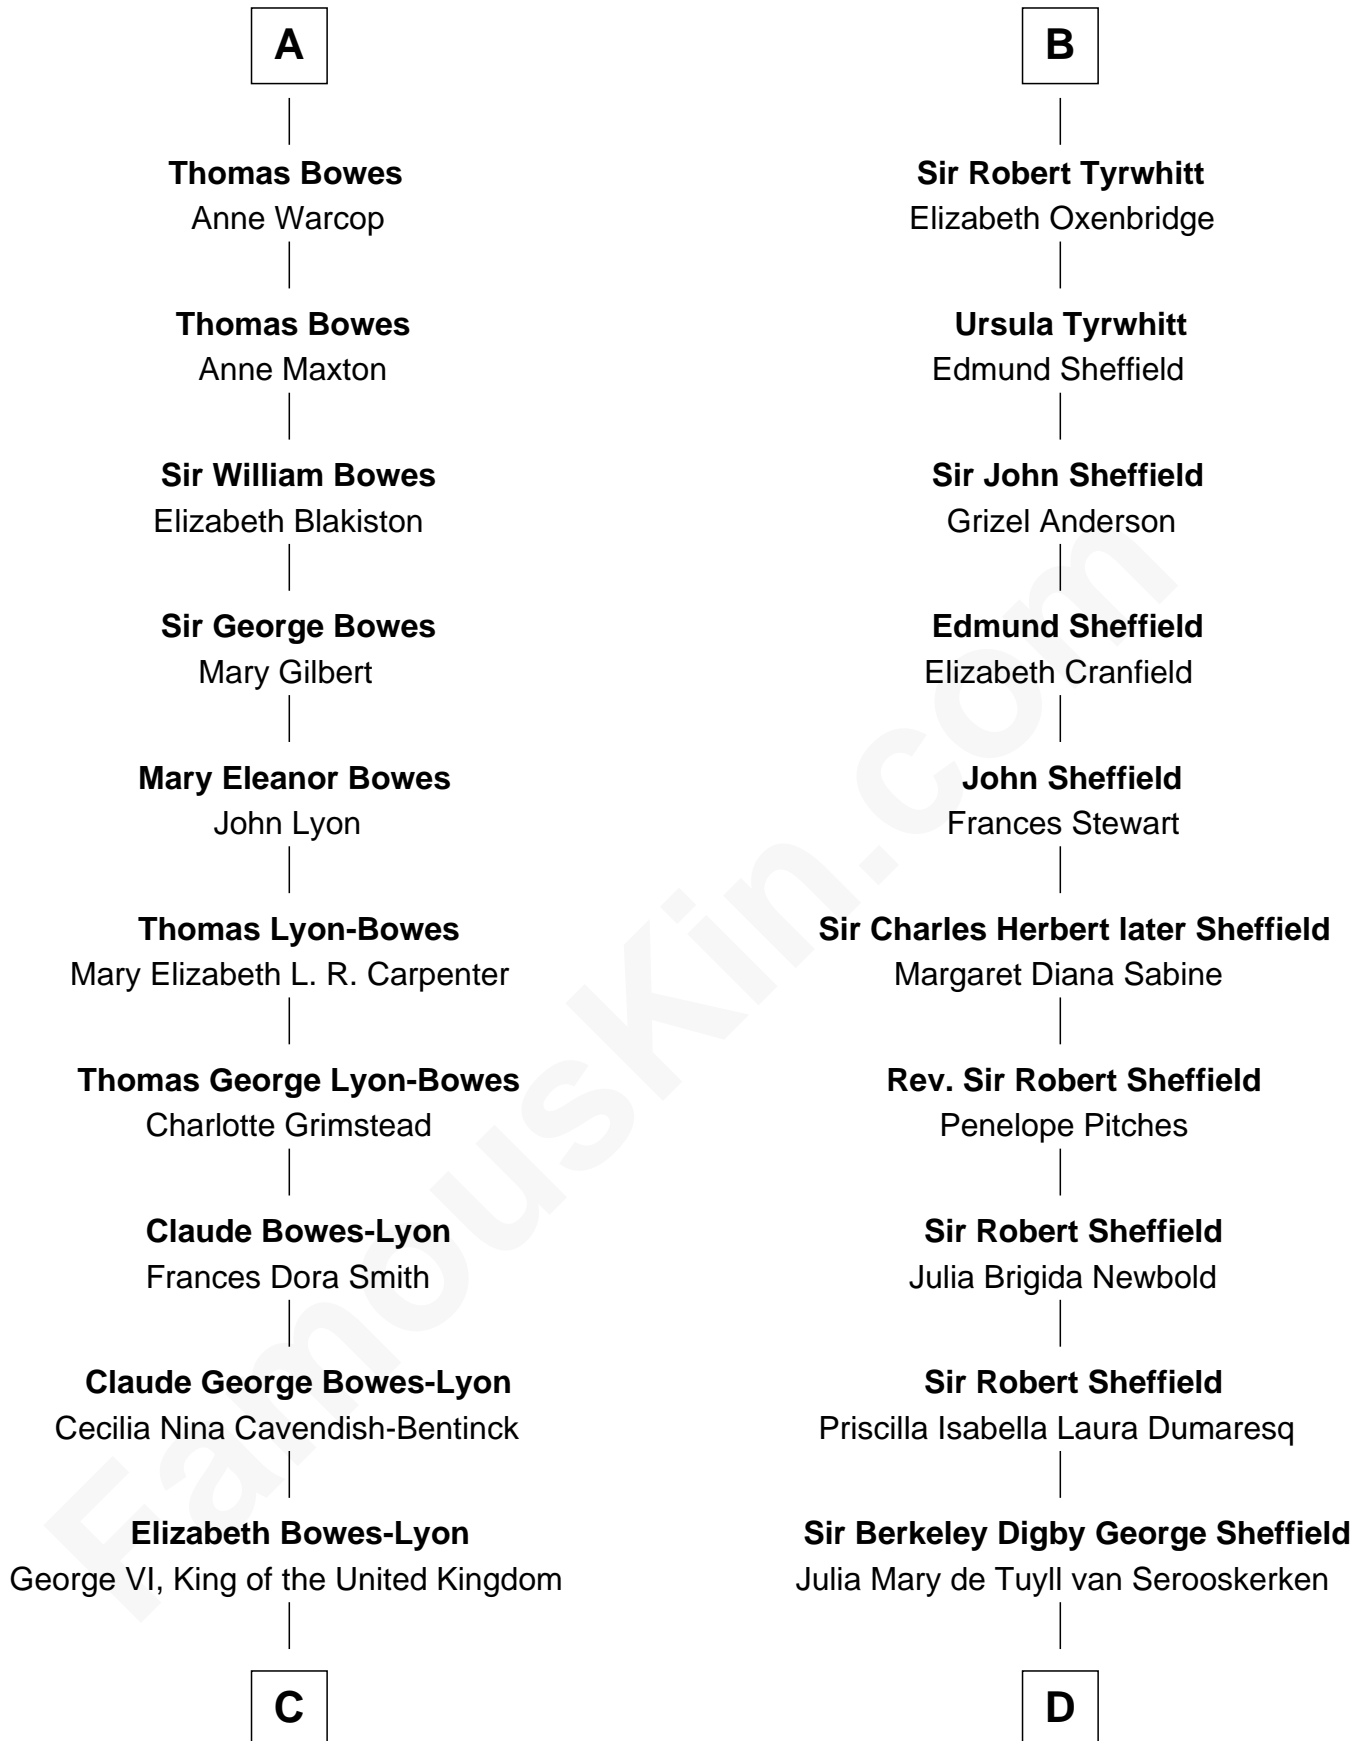 A
Thomas Bowes
Anne Warcop
Thomas Bowes
Anne Maxton
Sir William Bowes
Elizabeth Blakiston
Sir George Bowes
Mary Gilbert
Mary Eleanor Bowes
John Lyon
Thomas Lyon-Bowes
Mary Elizabeth L. R. Carpenter
Thomas George Lyon-Bowes
Charlotte Grimstead
Claude Bowes-Lyon
Frances Dora Smith
Claude George Bowes-Lyon
Cecilia Nina Cavendish-Bentinck
Elizabeth Bowes-Lyon
George VI, King of the United Kingdom
C
B
Sir Robert Tyrwhitt
Elizabeth Oxenbridge
Ursula Tyrwhitt
Edmund Sheffield
Sir John Sheffield
Grizel Anderson
Edmund Sheffield
Elizabeth Cranfield
John Sheffield
Frances Stewart
Sir Charles Herbert later Sheffield
Margaret Diana Sabine
Rev. Sir Robert Sheffield
Penelope Pitches
Sir Robert Sheffield
Julia Brigida Newbold
Sir Robert Sheffield
Priscilla Isabella Laura Dumaresq
Sir Berkeley Digby George Sheffield
Julia Mary de Tuyll van Serooskerken
D
FamousKin.com